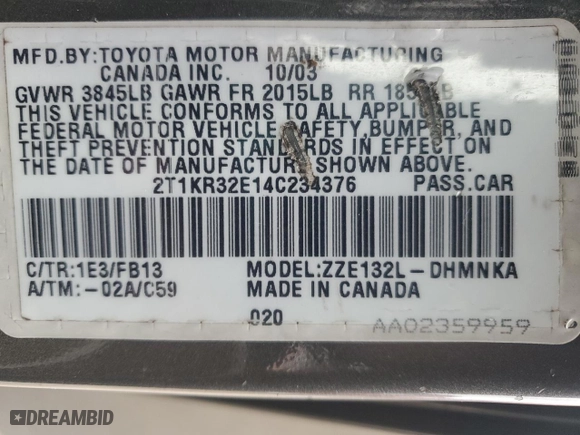 MFD.BY:TOYOTA MOTOR MANUFACTURING
CANADA INC. 10/03
GVWR 3845LB GAWR FR 2015LB RR
THIS VEHICLE CONFORMS TO ALL APPLICABLE
FEDERAL MOTOR VEHICLE SAFETY,BUMPER, AND
THEFT PREVENTION STANDARDS IN EFFECT ON
THE DATE OF MANUFACTURE SHOWN ABOVE.
2T1KR32E14C234376 PASS.CAR
C/TR:1E3/FB13 MODEL:ZZE132L-DHMNKA
A/TM:-02A/C59 MADE IN CANADA
020
AA02359959
DREAMBID